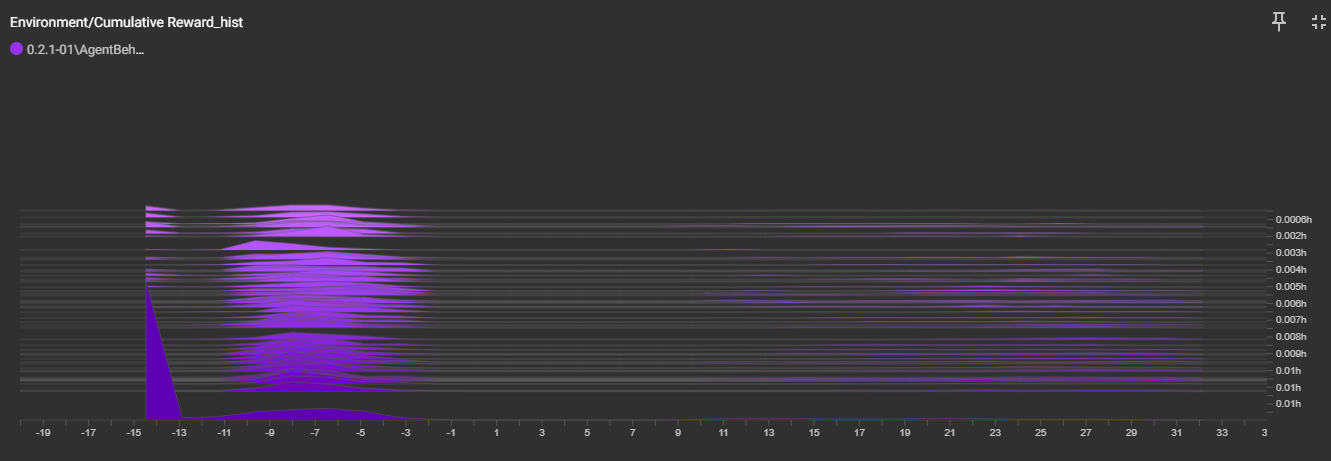 Environment/Cumulative Reward_hist
0.2.1-01\AgentBeh...
0.0006h
0.002h
0.003h
0.004h
0.005h
0.006h
0.007h
0.008h
0.009h
0.01h
0.01h
0.01h
-19 -17 -15 -13 -11 -9 -7 -5 -3 -1 1 3 5 7 9 11 13 15 17 19 21 23 25 27 29 31 33 3